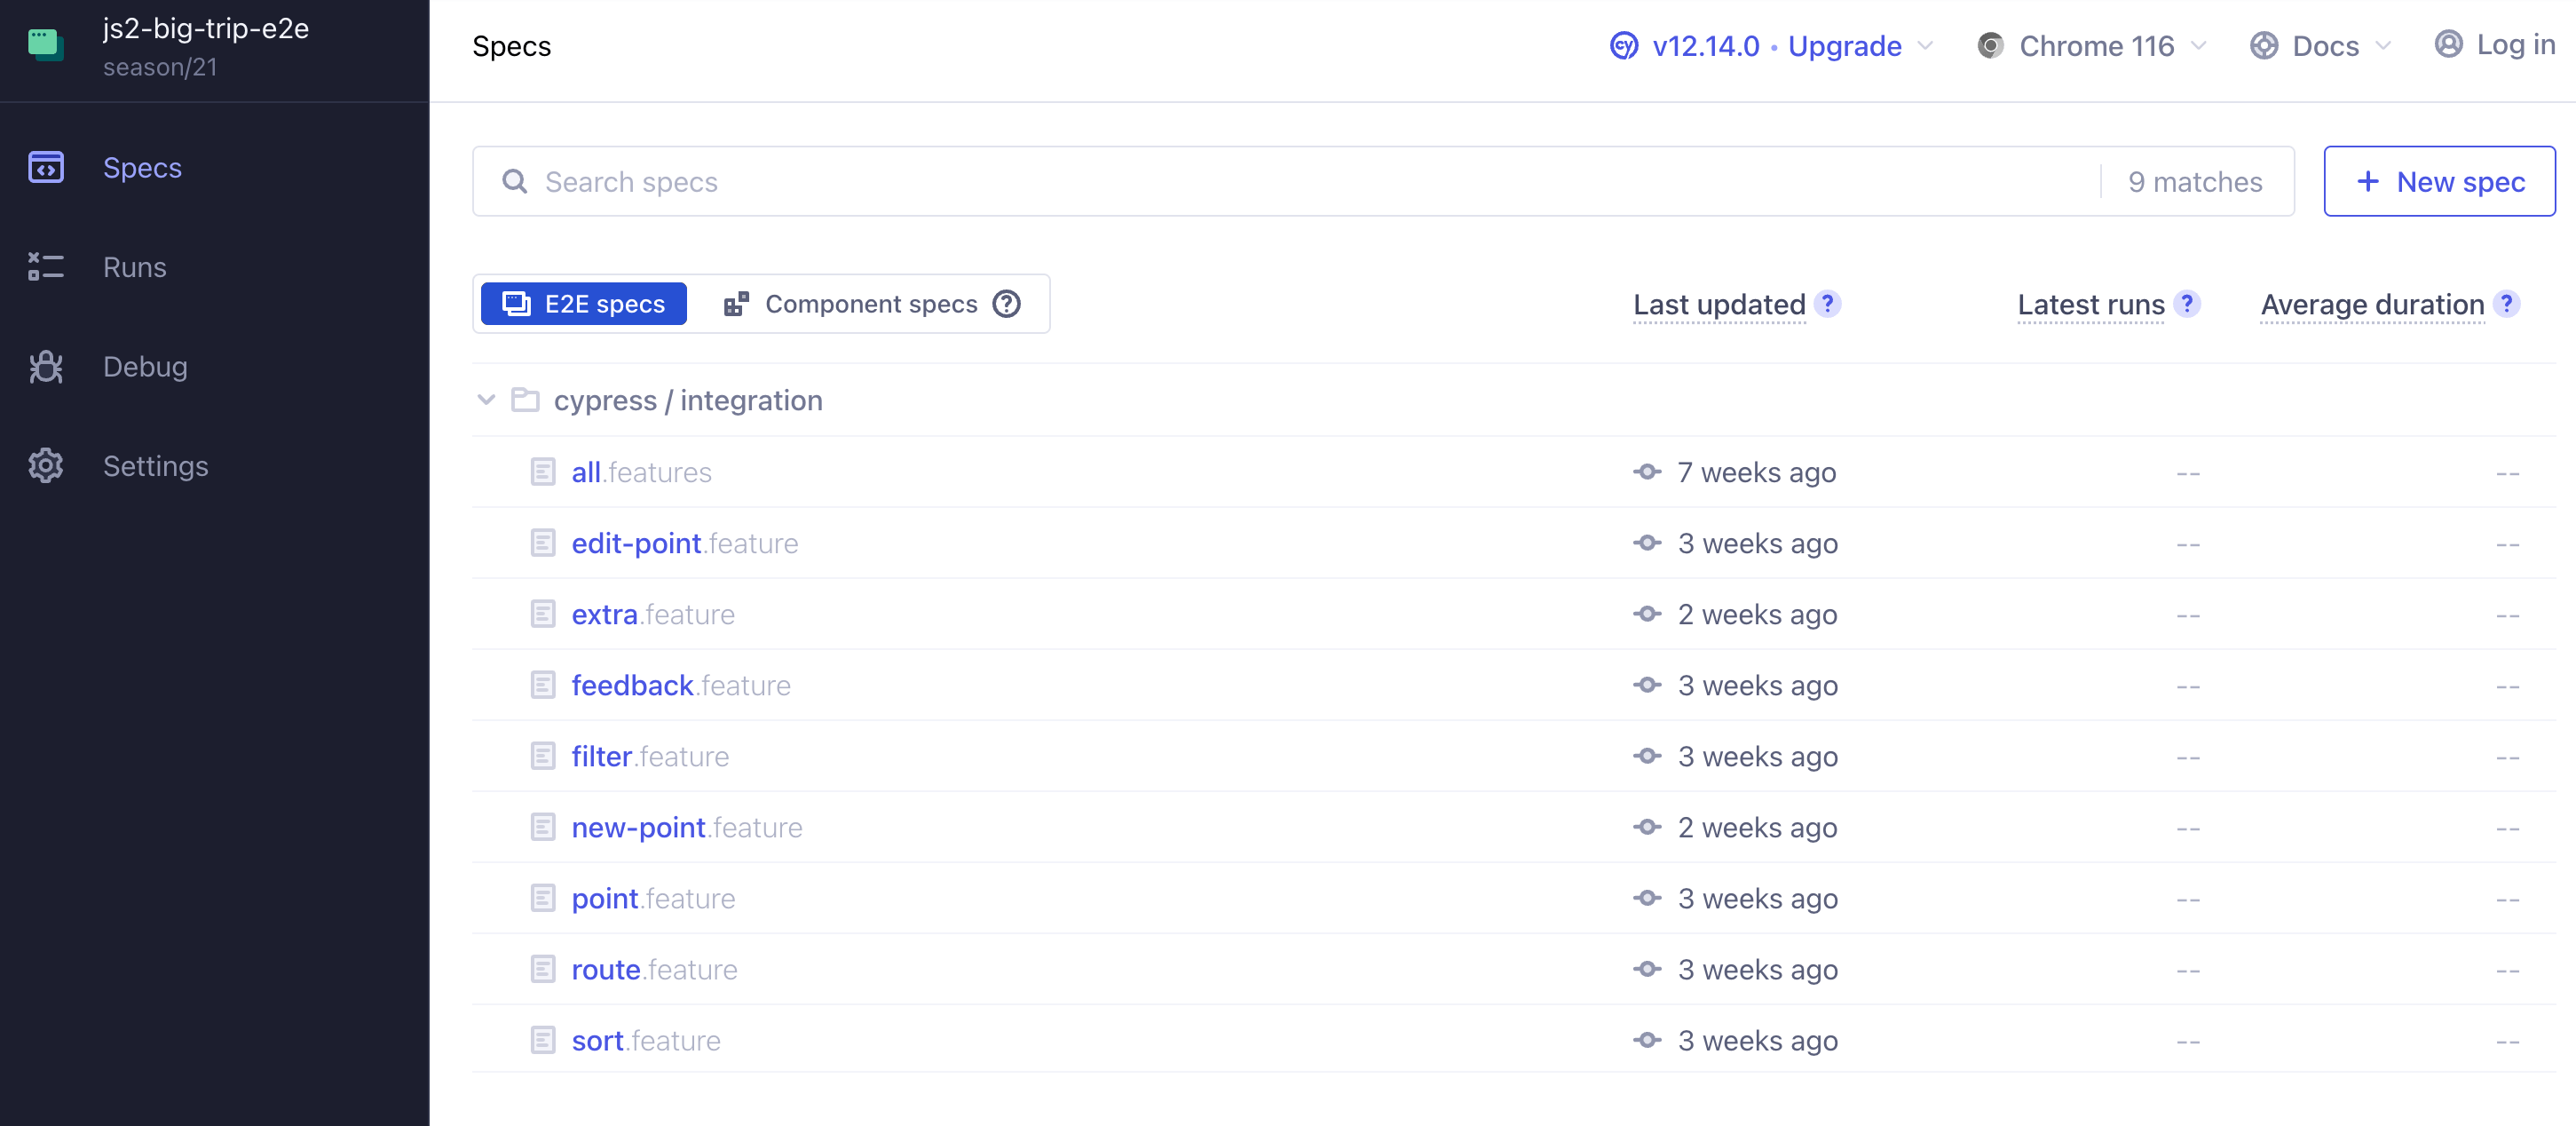 js2-big-trip-e2e
season/21
Specs
Runs
Debug
Settings
Specs
cy v12.14.0 • Upgrade Chrome 116 Docs Log in
Search specs 9 matches + New spec
E2E specs Component specs ? Last updated ? Latest runs ? Average duration ?
cypress / integration
all.features 7 weeks ago -- --
edit-point.feature 3 weeks ago -- --
extra.feature 2 weeks ago -- --
feedback.feature 3 weeks ago -- --
filter.feature 3 weeks ago -- --
new-point.feature 2 weeks ago -- --
point.feature 3 weeks ago -- --
route.feature 3 weeks ago -- --
sort.feature 3 weeks ago -- --